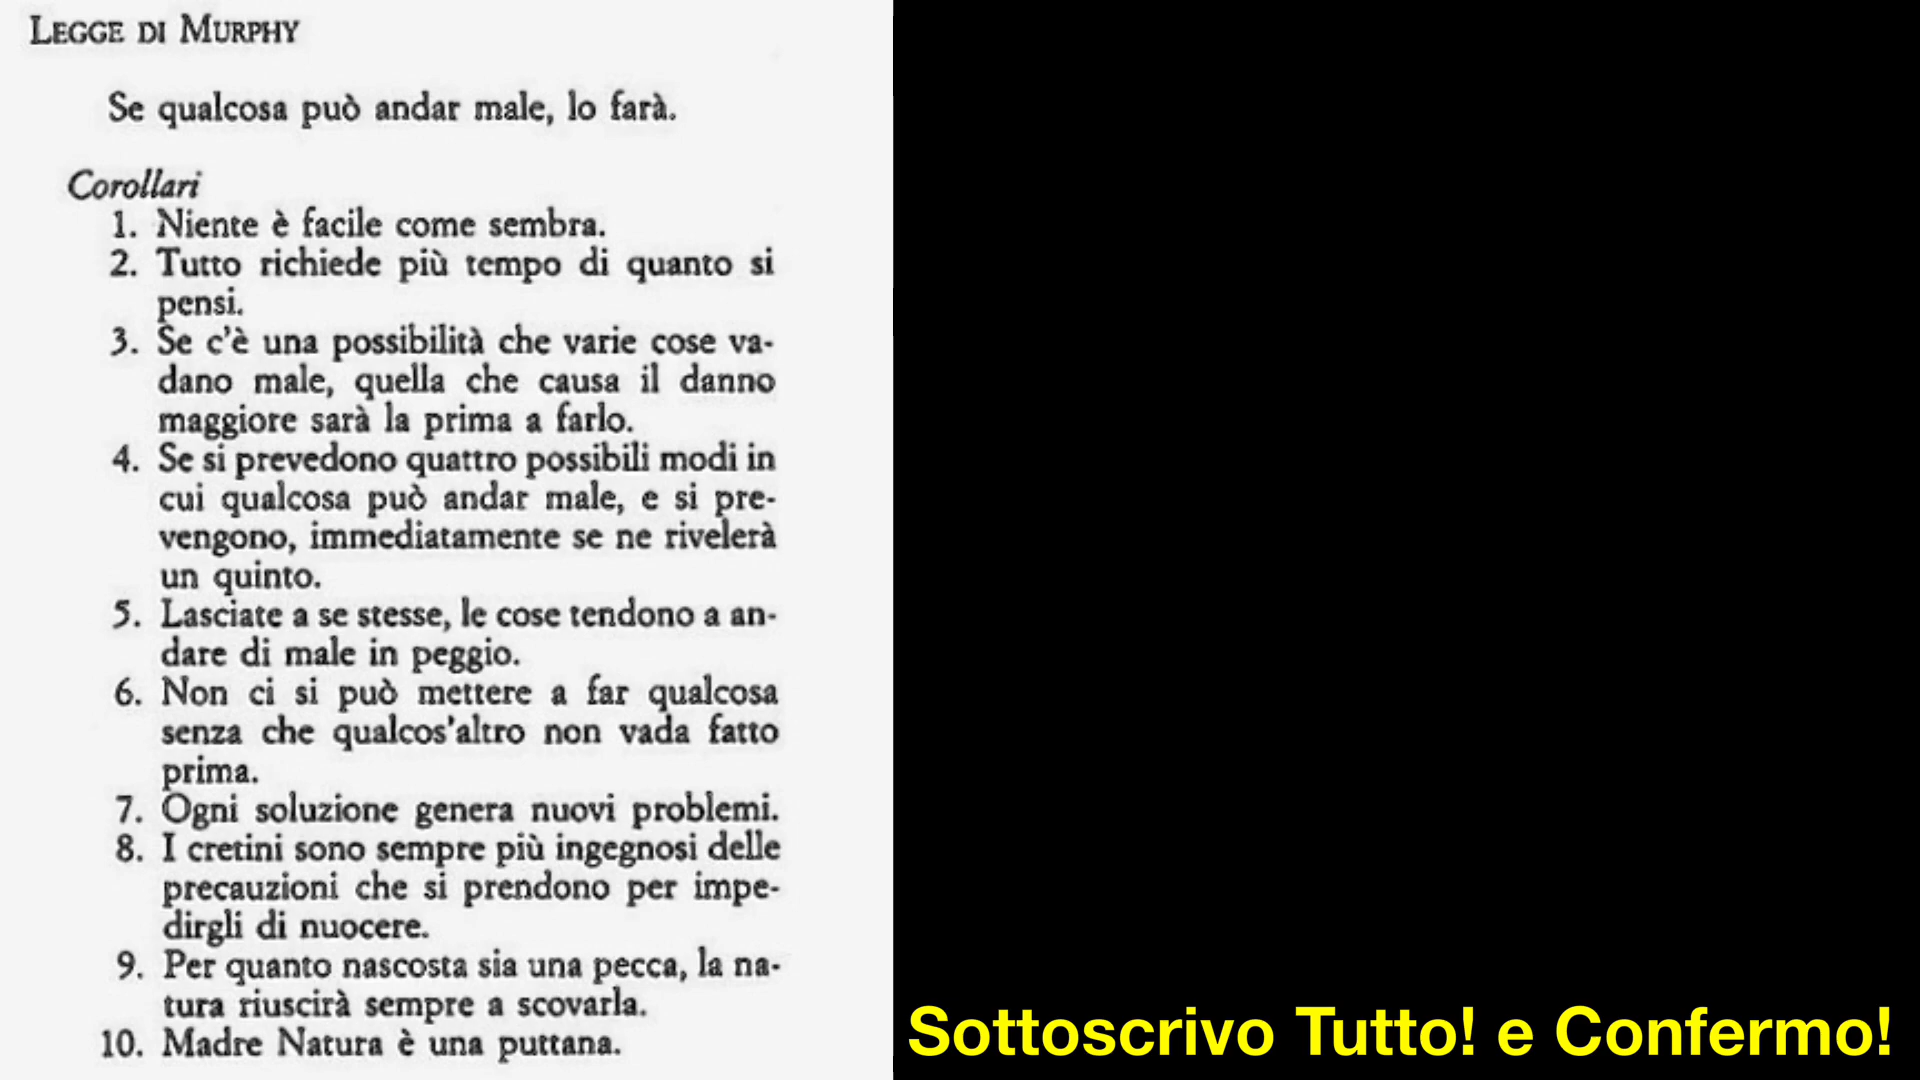 LEGGE DI MURPHY
Se qualcosa può andar male, lo farà.
Corollari
1. Niente è facile come sembra.
2. Tutto richiede più tempo di quanto si
pensi.
3. Se c'è una possibilità che varie cose va-
dano male, quella che causa il danno
maggiore sarà la prima a farlo.
4. Se si prevedono quattro possibili modi in
cui qualcosa può andar male, e si pre-
vengono, immediatamente se ne rivelerà
un quinto.
5. Lasciate a se stesse, le cose tendono a an-
dare di male in peggio.
6. Non ci si può mettere a far qualcosa
senza che qualcos'altro non vada fatto
prima.
7. Ogni soluzione genera nuovi problemi.
8. I cretini sono sempre più ingegnosi delle
precauzioni che si prendono per impe-
dirgli di nuocere.
9. Per quanto nascosta sia una pecca, la na-
tura riuscirà sempre a scovarla.
10. Madre Natura è una puttana.
Sottoscrivo Tutto! e Confermo!